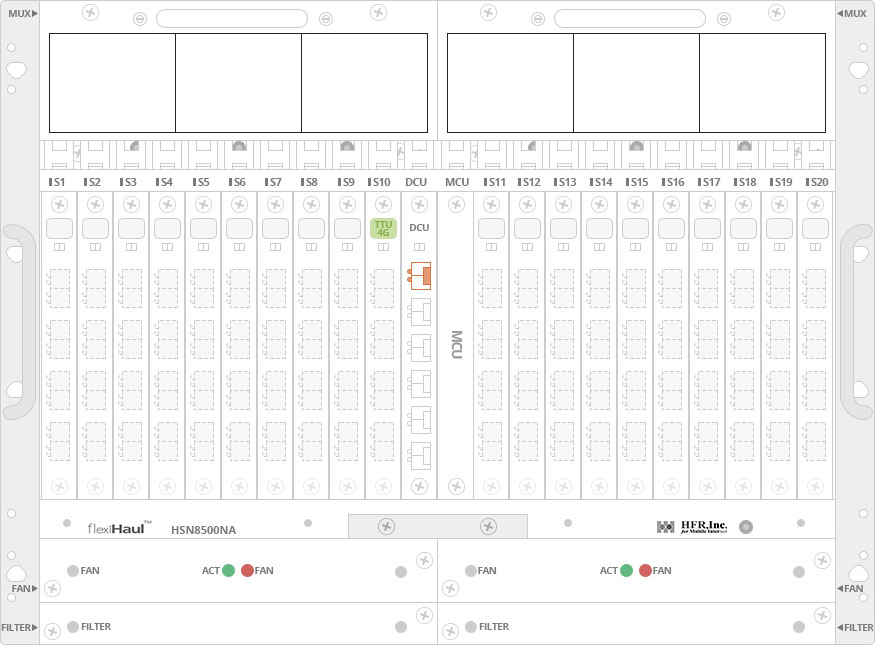 MUX MUX
S1 S2 S3 S4 S5 S6 S7 S8 S9 S10 DCU MCU S11 S12 S13 S14 S15 S16 S17 S18 S19 S20
TTU
4G
DCU
MCU
flexiHaul™ HSN8500NA
HFR,Inc.
for Mobile Internet
FAN ACT FAN FAN ACT FAN
FAN FAN
FILTER FILTER FILTER FILTER